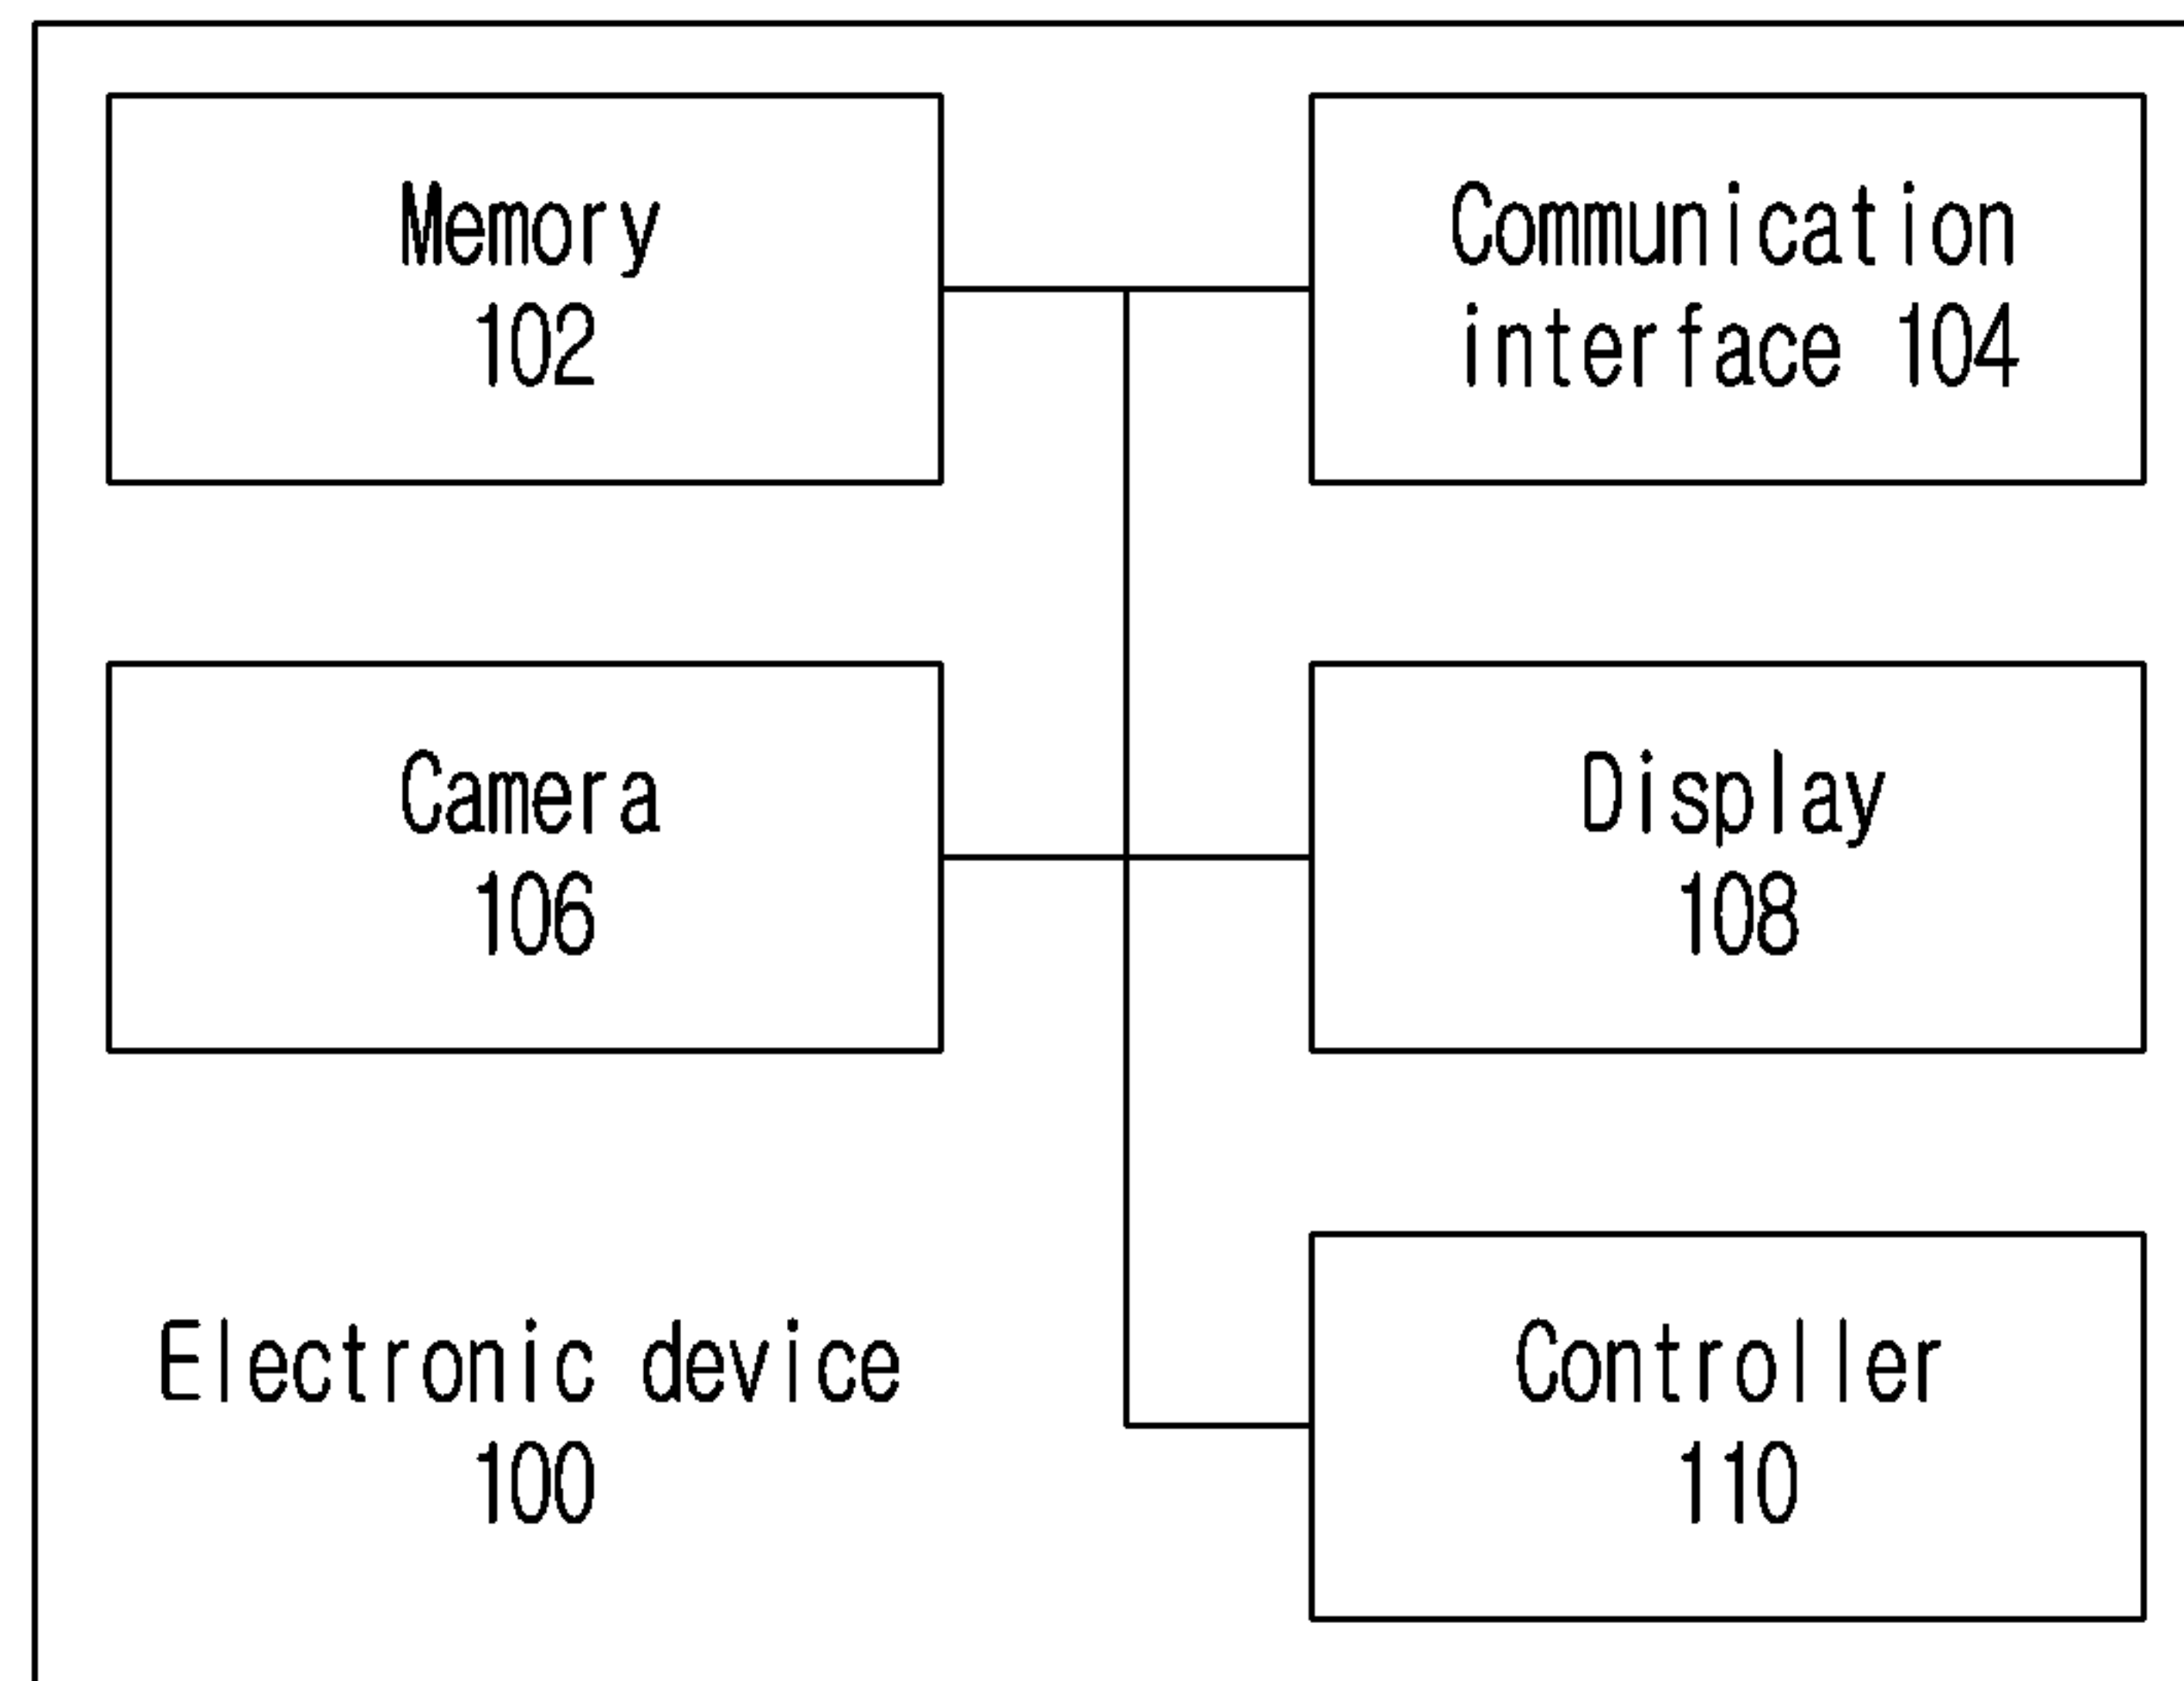 Memory
102
Communication
interface 104
Camera
106
Display
108
Electronic device
100
Controller
110